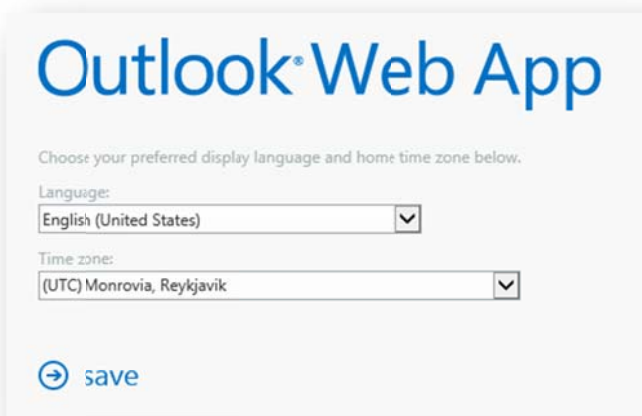 Outlook® Web App
Choose your preferred display language and home time zone below.
Language:
English (United States)
Time zone:
(UTC) Monrovia, Reykjavik
save